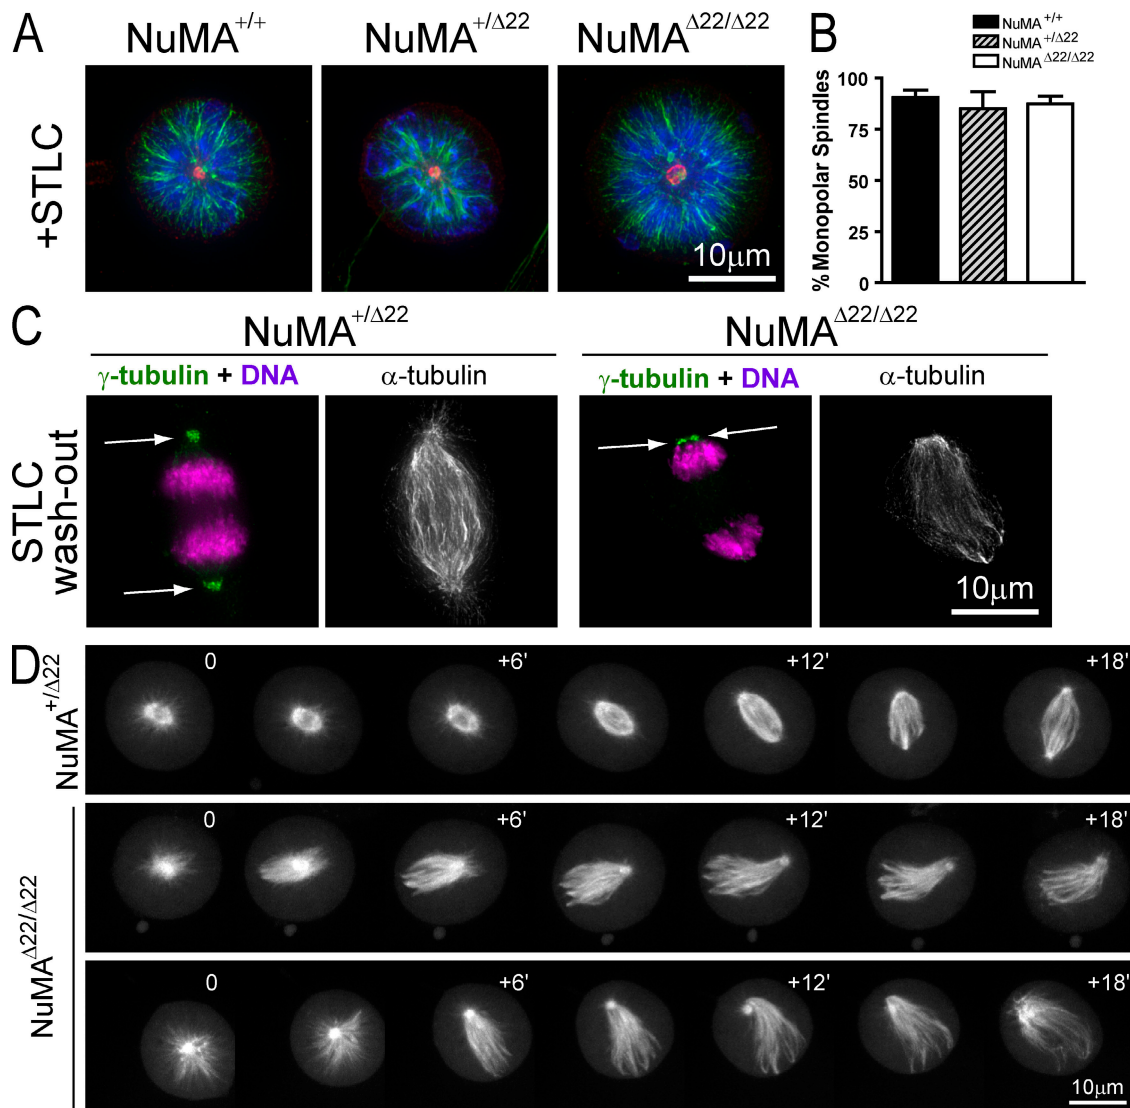 A
NuMA+/+
NuMA+/Δ22
NuMAΔ22/Δ22
+STLC
10μm
B
NuMA+/+
NuMA+/Δ22
NuMAΔ22/Δ22
% Monopolar Spindles
100
75
50
25
0
C
NuMA+/Δ22
NuMAΔ22/Δ22
γ-tubulin + DNA
α-tubulin
γ-tubulin + DNA
α-tubulin
STLC
wash-out
10μm
D
NuMA+/Δ22
0
+6'
+12'
+18'
NuMAΔ22/Δ22
0
+6'
+12'
+18'
0
+6'
+12'
+18'
10μm